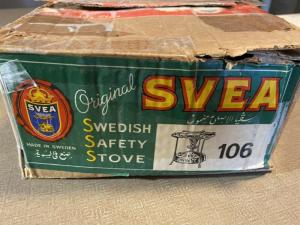 Original SVEA
SVEA
SWEDISH
SAFETY
STOVE
106
MADE IN SWEDEN